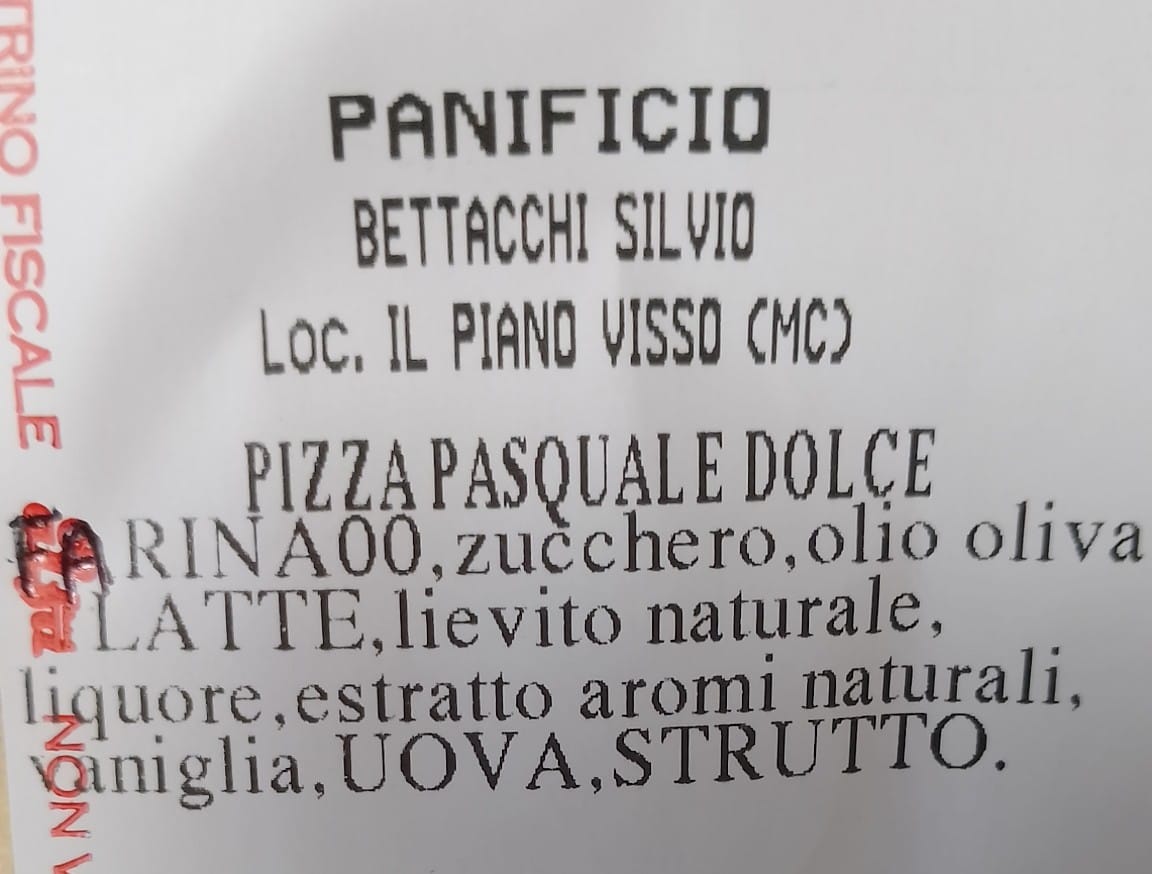 PANIFICIO
BETTACCHI SILVIO
Loc. IL PIANO VISSO (MC)
PIZZA PASQUALE DOLCE
FARINA00,zucchero,olio oliva
LATTE,lievito naturale,
liquore,estratto aromi naturali,
vaniglia,UOVA,STRUTTO.
TRINO FISCALE
NON